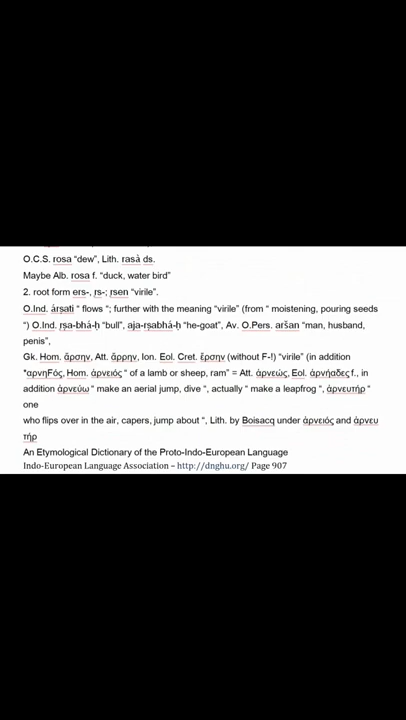 O.C.S. rosa “dew”, Lith. rasà ds.
Maybe Alb. rosa f. “duck, water bird”
2. root form ers-, r̥s-; r̥sen “virile”.
O.Ind. árṣati “ flows “; further with the meaning “virile” (from “ moistening, pouring seeds
“) O.Ind. r̥ṣa-bhá-ḥ “bull”, aja-r̥ṣabhá-ḥ “he-goat”, Av. O.Pers. aršan “man, husband,
penis”,
Gk. Hom. ἄρσην, Att. ἄρρην, Ion. Eol. Cret. ἔρσην (without F-!) “virile” (in addition
*αρνηFός, Hom. ἀρνειός “ of a lamb or sheep, ram” = Att. ἀρνεώς, Eol. ἀρνήαδες f., in
addition ἀρνεύω “ make an aerial jump, dive “, actually “ make a leapfrog “, ἀρνευτήρ “
one
who flips over in the air, capers, jump about “, Lith. by Boisacq under ἀρνειός and ἀρνευ
τήρ
An Etymological Dictionary of the Proto-Indo-European Language
Indo-European Language Association – http://dnghu.org/ Page 907